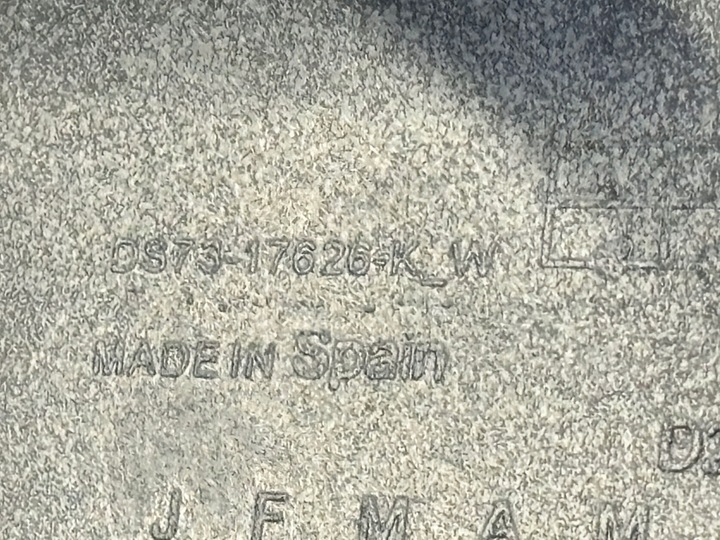 DS73-17626-K_W
MADE IN Spain
J F M A M